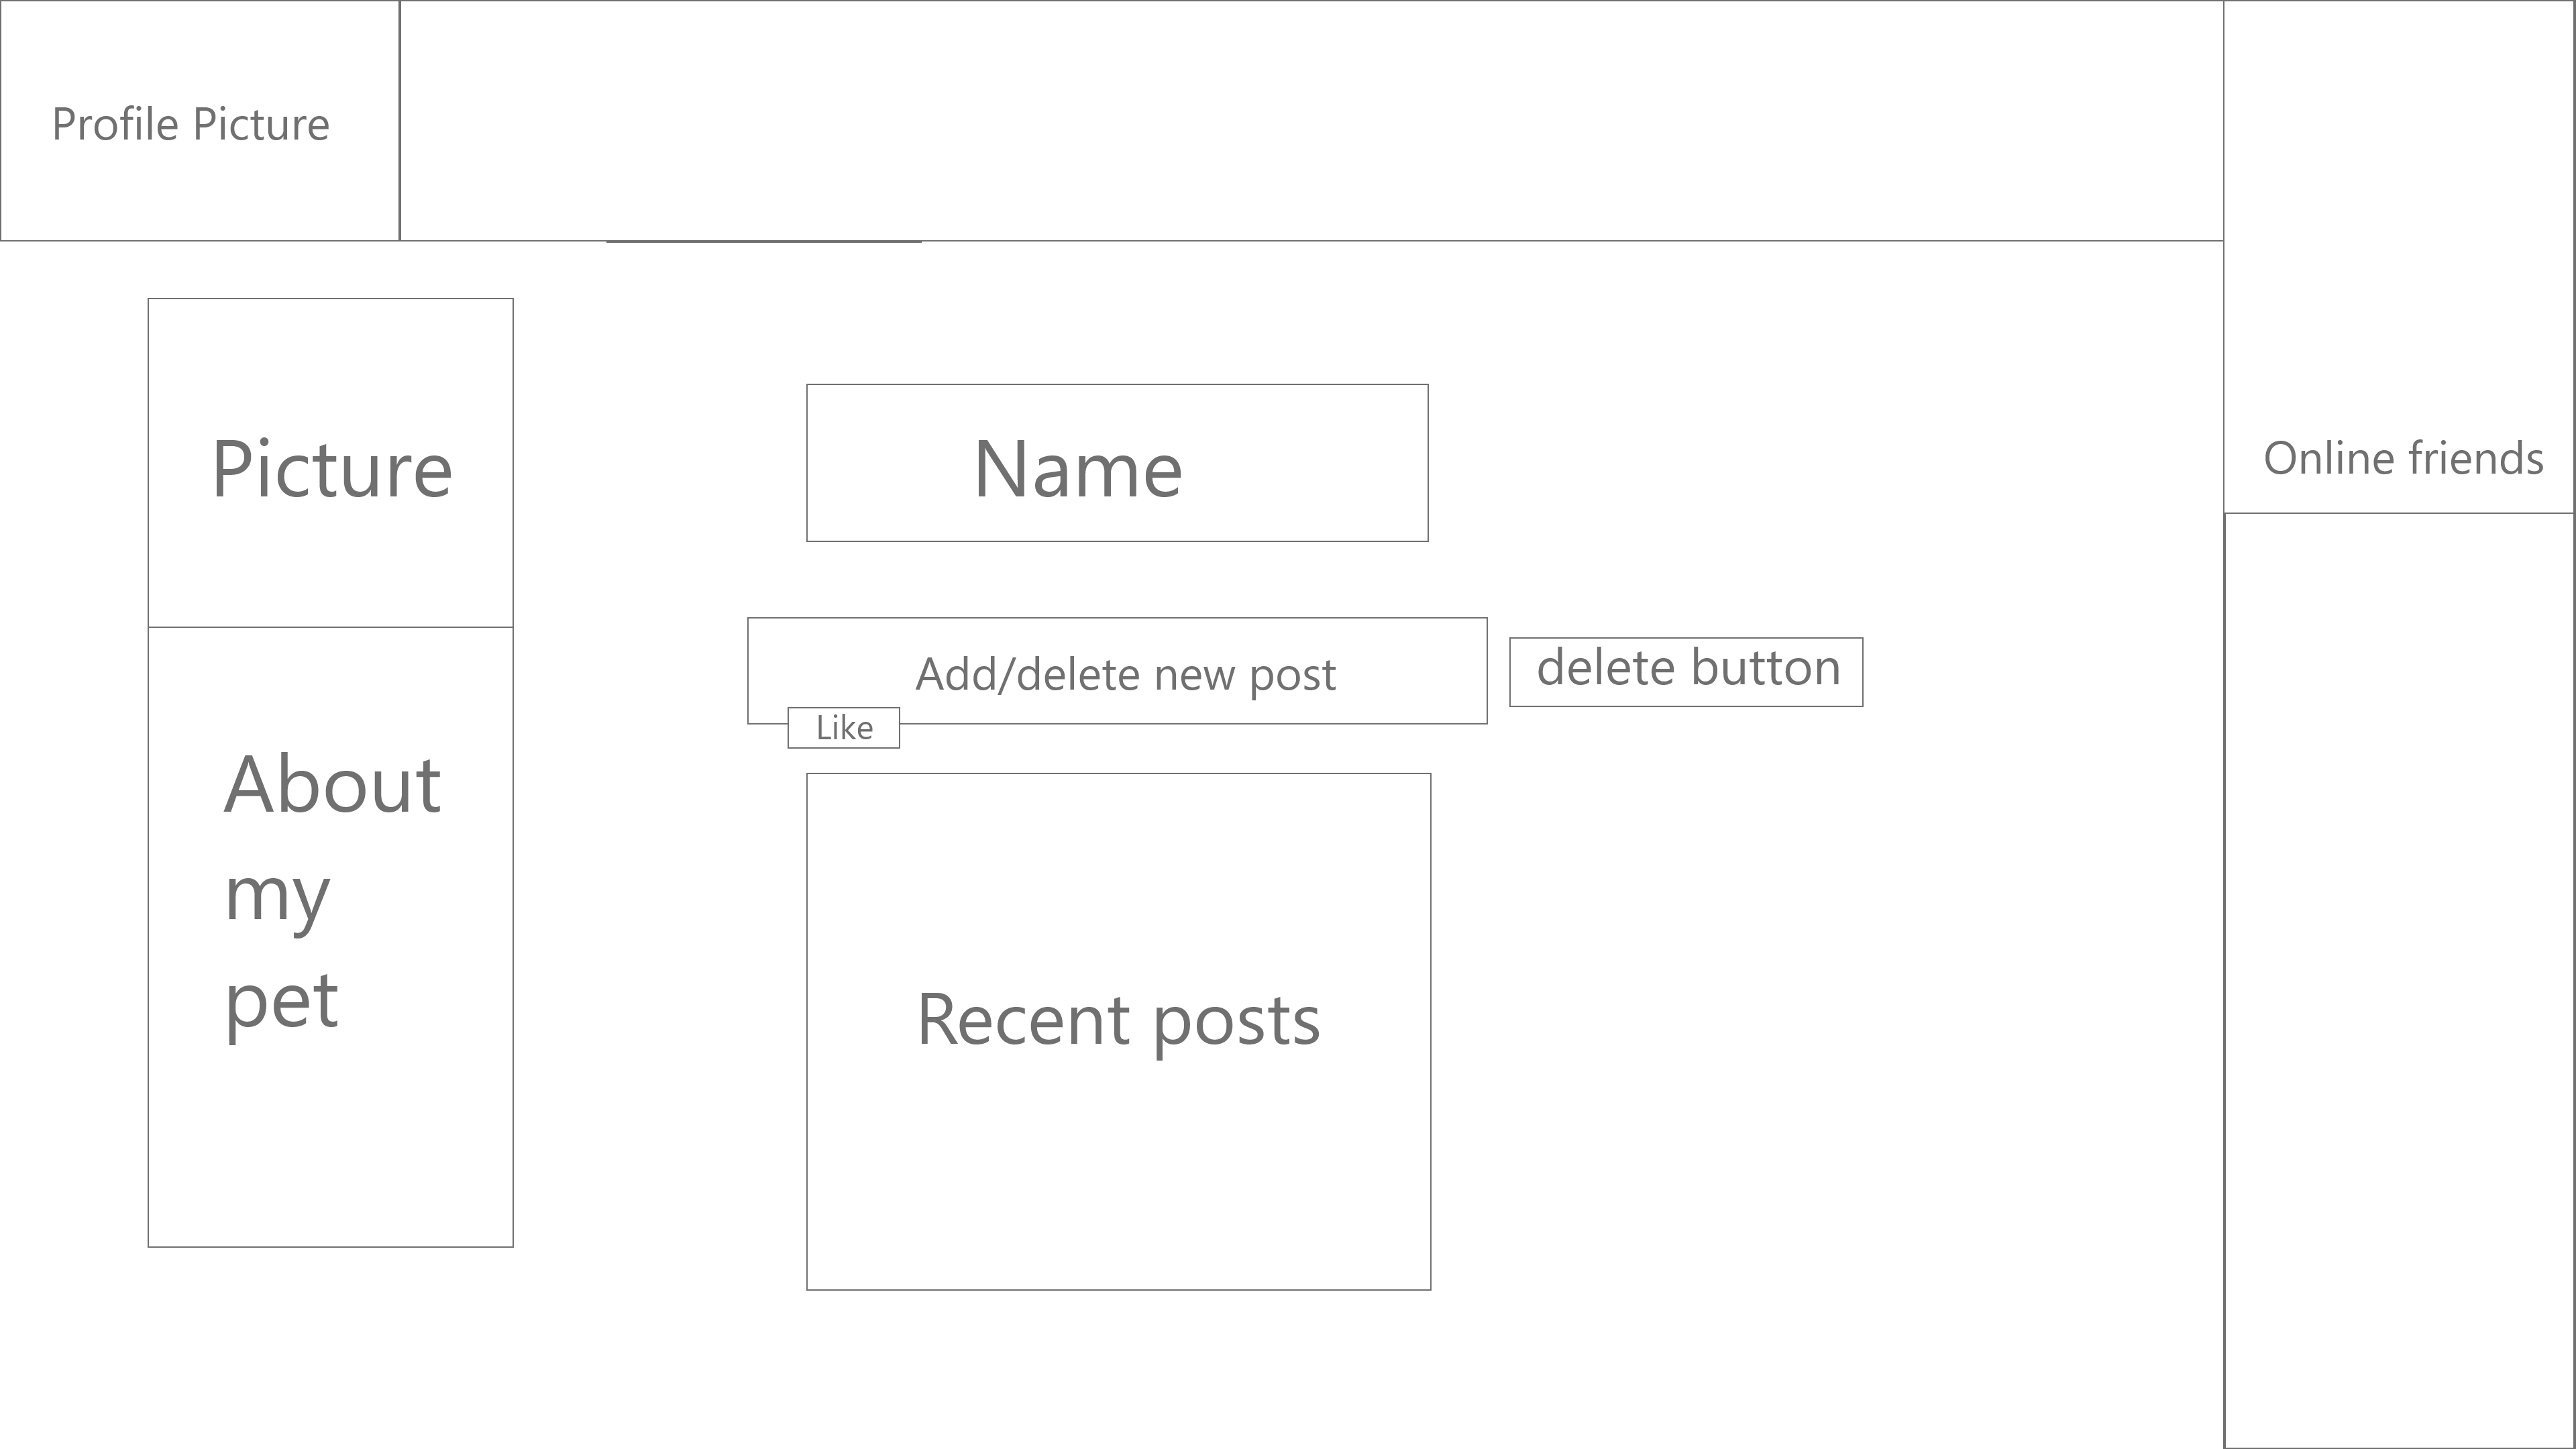 Profile Picture
Online friends
Picture
Name
Add/delete new post
delete button
Like
About
my
pet
Recent posts